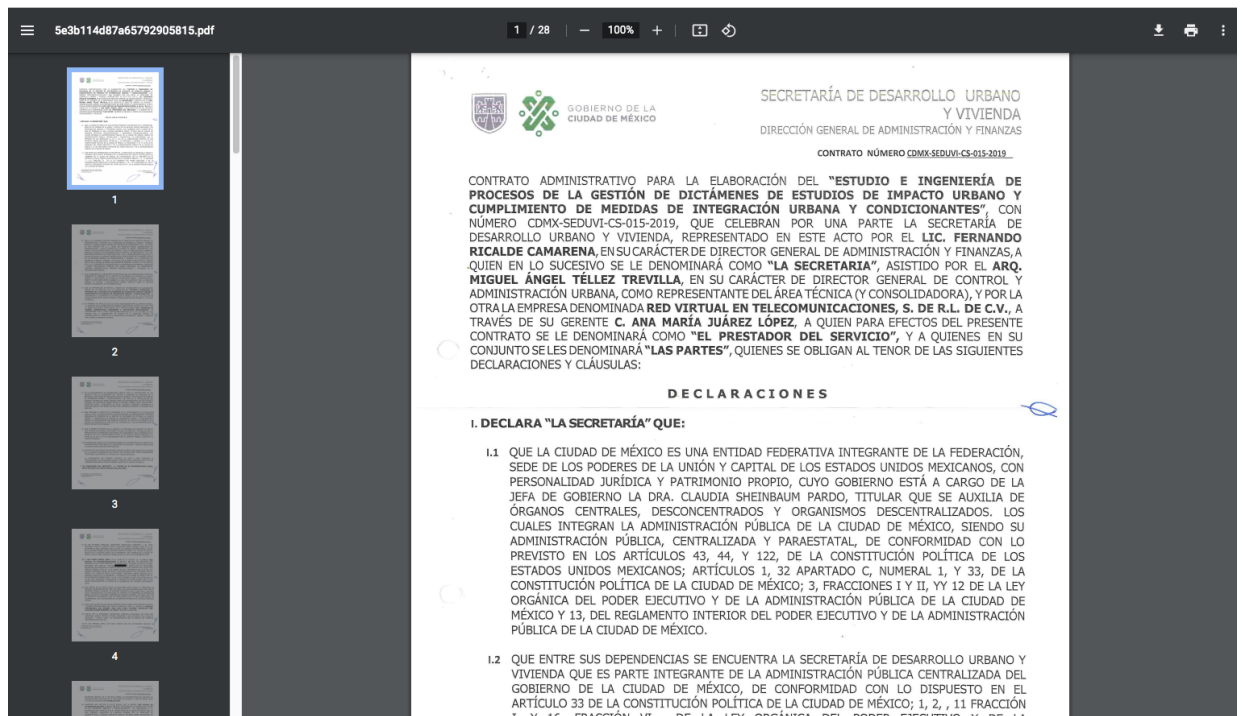 5e3b114d87a65792905815.pdf
1 / 28
100%
1
2
3
4
GOBIERNO DE LA
CIUDAD DE MÉXICO
SECRETARÍA DE DESARROLLO URBANO
Y VIVIENDA
DIRECCIÓN GENERAL DE ADMINISTRACIÓN Y FINANZAS
CONTRATO NÚMERO CDMX-SEDUVI-CS-015-2019
CONTRATO ADMINISTRATIVO PARA LA ELABORACIÓN DEL "ESTUDIO E INGENIERÍA DE
PROCESOS DE LA GESTIÓN DE DICTÁMENES DE ESTUDIOS DE IMPACTO URBANO Y
CUMPLIMIENTO DE MEDIDAS DE INTEGRACIÓN URBANA Y CONDICIONANTES", CON
NÚMERO CDMX-SEDUVI-CS-015-2019, QUE CELEBRAN POR UNA PARTE LA SECRETARÍA DE
DESARROLLO URBANO Y VIVIENDA, REPRESENTADO EN ESTE ACTO POR EL LIC. FERNANDO
RICALDE CAMARENA, EN SU CARÁCTER DE DIRECTOR GENERAL DE ADMINISTRACIÓN Y FINANZAS, A
QUIEN EN LO SUCESIVO SE LE DENOMINARÁ COMO "LA SECRETARIA", ASISTIDO POR EL ARQ.
MIGUEL ÁNGEL TÉLLEZ TREVILLA, EN SU CARÁCTER DE DIRECTOR GENERAL DE CONTROL Y
ADMINISTRACIÓN URBANA, COMO REPRESENTANTE DEL ÁREA TÉCNICA (Y CONSOLIDADORA), Y POR LA
OTRA LA EMPRESA DENOMINADA RED VIRTUAL EN TELECOMUNICACIONES, S. DE R.L. DE C.V., A
TRAVÉS DE SU GERENTE C. ANA MARÍA JUÁREZ LÓPEZ, A QUIEN PARA EFECTOS DEL PRESENTE
CONTRATO SE LE DENOMINARÁ COMO "EL PRESTADOR DEL SERVICIO", Y A QUIENES EN SU
CONJUNTO SE LES DENOMINARÁ "LAS PARTES", QUIENES SE OBLIGAN AL TENOR DE LAS SIGUIENTES
DECLARACIONES Y CLÁUSULAS:
DECLARACIONES
I. DECLARA "LA SECRETARÍA" QUE:
I.1 QUE LA CIUDAD DE MÉXICO ES UNA ENTIDAD FEDERATIVA INTEGRANTE DE LA FEDERACIÓN,
SEDE DE LOS PODERES DE LA UNIÓN Y CAPITAL DE LOS ESTADOS UNIDOS MEXICANOS, CON
PERSONALIDAD JURÍDICA Y PATRIMONIO PROPIO, CUYO GOBIERNO ESTÁ A CARGO DE LA
JEFA DE GOBIERNO LA DRA. CLAUDIA SHEINBAUM PARDO, TITULAR QUE SE AUXILIA DE
ÓRGANOS CENTRALES, DESCONCENTRADOS Y ORGANISMOS DESCENTRALIZADOS. LOS
CUALES INTEGRAN LA ADMINISTRACIÓN PÚBLICA DE LA CIUDAD DE MÉXICO, SIENDO SU
ADMINISTRACIÓN PÚBLICA, CENTRALIZADA Y PARAESTATAL, DE CONFORMIDAD CON LO
PREVISTO EN LOS ARTÍCULOS 43, 44, Y 122, DE LA CONSTITUCIÓN POLÍTICA DE LOS
ESTADOS UNIDOS MEXICANOS; ARTÍCULOS 1, 32 APARTADO C, NUMERAL 1, Y 33, DE LA
CONSTITUCIÓN POLÍTICA DE LA CIUDAD DE MÉXICO; 3, FRACCIONES I Y II, YY 12 DE LA LEY
ORGÁNICA DEL PODER EJECUTIVO Y DE LA ADMINISTRACIÓN PÚBLICA DE LA CIUDAD DE
MÉXICO Y 13, DEL REGLAMENTO INTERIOR DEL PODER EJECUTIVO Y DE LA ADMINISTRACIÓN
PÚBLICA DE LA CIUDAD DE MÉXICO.
I.2 QUE ENTRE SUS DEPENDENCIAS SE ENCUENTRA LA SECRETARÍA DE DESARROLLO URBANO Y
VIVIENDA QUE ES PARTE INTEGRANTE DE LA ADMINISTRACIÓN PÚBLICA CENTRALIZADA DEL
GOBIERNO DE LA CIUDAD DE MÉXICO, DE CONFORMIDAD CON LO DISPUESTO EN EL
ARTÍCULO 33 DE LA CONSTITUCIÓN POLÍTICA DE LA CIUDAD DE MÉXICO; 1, 2, , 11 FRACCIÓN